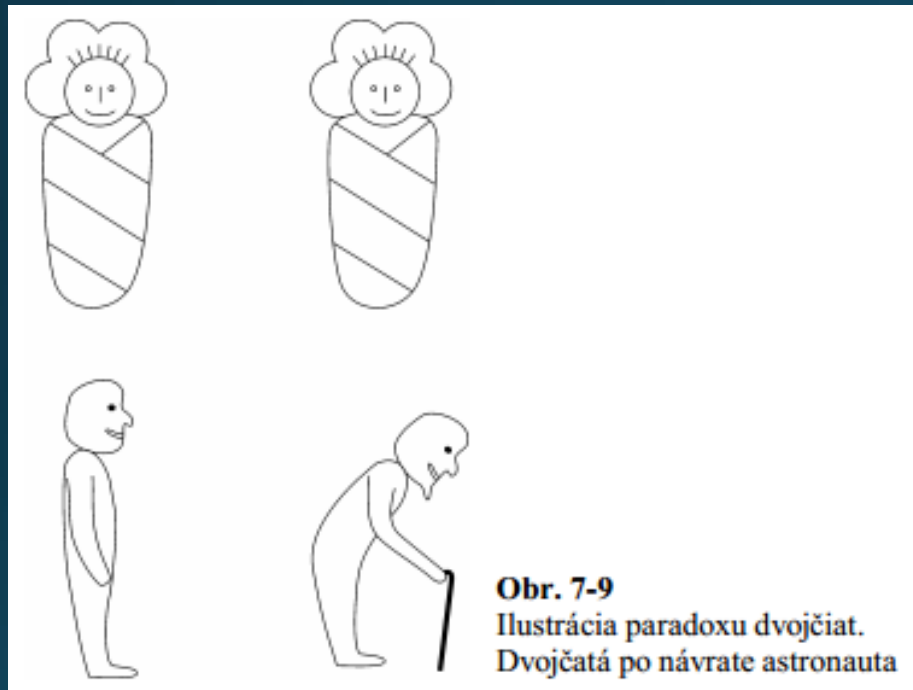 Obr. 7-9
Ilustrácia paradoxu dvojčiat.
Dvojčatá po návrate astronauta